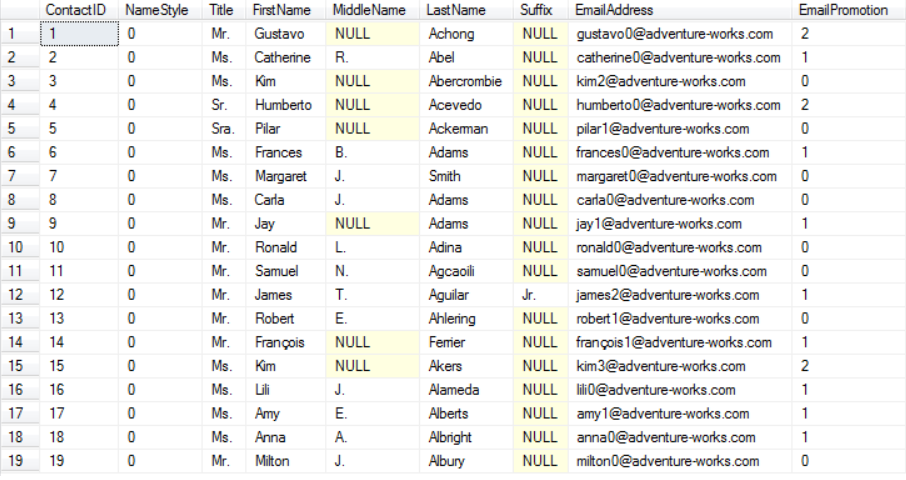 ContactID NameStyle Title FirstName MiddleName LastName Suffix EmailAddress EmailPromotion
1 1 0 Mr. Gustavo NULL Achong NULL gustavo0@adventure-works.com 2
2 2 0 Ms. Catherine R. Abel NULL catherine0@adventure-works.com 1
3 3 0 Ms. Kim NULL Abercrombie NULL kim2@adventure-works.com 0
4 4 0 Sr. Humberto NULL Acevedo NULL humberto0@adventure-works.com 2
5 5 0 Sra. Pilar NULL Ackerman NULL pilar1@adventure-works.com 0
6 6 0 Ms. Frances B. Adams NULL frances0@adventure-works.com 1
7 7 0 Ms. Margaret J. Smith NULL margaret0@adventure-works.com 0
8 8 0 Ms. Carla J. Adams NULL carla0@adventure-works.com 0
9 9 0 Mr. Jay NULL Adams NULL jay1@adventure-works.com 1
10 10 0 Mr. Ronald L. Adina NULL ronald0@adventure-works.com 0
11 11 0 Mr. Samuel N. Agcaoili NULL samuel0@adventure-works.com 0
12 12 0 Mr. James T. Aguilar Jr. james2@adventure-works.com 1
13 13 0 Mr. Robert E. Ahlering NULL robert1@adventure-works.com 0
14 14 0 Mr. François NULL Ferrier NULL françois1@adventure-works.com 1
15 15 0 Ms. Kim NULL Akers NULL kim3@adventure-works.com 2
16 16 0 Ms. Lili J. Alameda NULL lili0@adventure-works.com 1
17 17 0 Ms. Amy E. Alberts NULL amy1@adventure-works.com 1
18 18 0 Ms. Anna A. Albright NULL anna0@adventure-works.com 1
19 19 0 Mr. Milton J. Albury NULL milton0@adventure-works.com 0